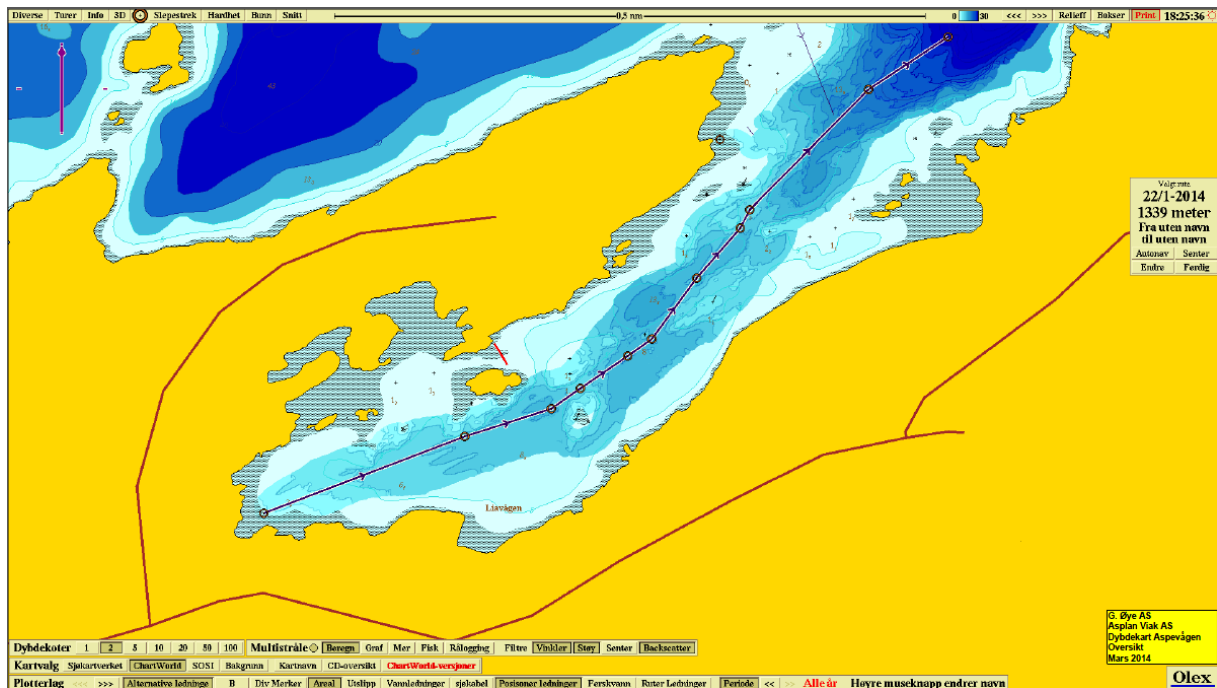 Diverse Turer Info 3D Slepestrek Hardhet Bunn Snitt 0,5 nm 0 30 <<< >>> Relieff Bokser Print 18:25:36
Valgt rute
22/1-2014
1339 meter
Fra uten navn
til uten navn
Autonav Senter
Endre Ferdig
Liavågen
G. Øye AS
Asplan Viak AS
Dybdekart Aspevågen
Oversikt
Mars 2014
Dybdekoter 1 2 5 10 20 50 100 Multistråle Beregn Graf Mer Fisk Rålogging Filtre Vinkler Støy Senter Backscatter
Kartvalg Sjøkartverket ChartWorld SOSI Bakgrunn Kartnavn CD-oversikt ChartWorld-versjoner
Plotterlag <<< >>> Alternative ledninge B Div Merker Areal Utslipp Vannledninger sjøkabel Posisoner ledninger Ferskvann Ruter Ledninger Periode << >> Alle år Høyre museknapp endrer navn
Olex